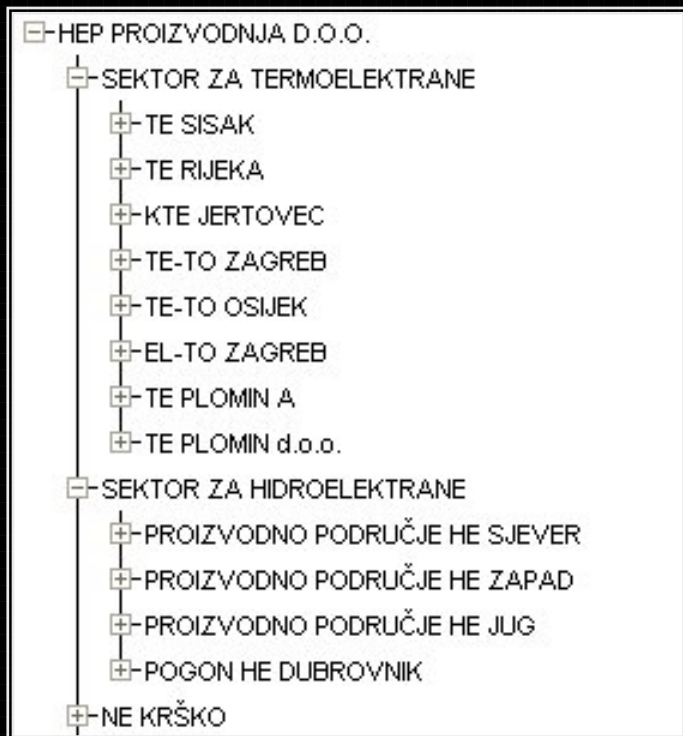 HEP PROIZVODNJA D.O.O.
SEKTOR ZA TERMOELEKTRANE
TE SISAK
TE RIJEKA
KTE JERTOVEC
TE-TO ZAGREB
TE-TO OSIJEK
EL-TO ZAGREB
TE PLOMIN A
TE PLOMIN d.o.o.
SEKTOR ZA HIDROELEKTRANE
PROIZVODNO PODRUČJE HE SJEVER
PROIZVODNO PODRUČJE HE ZAPAD
PROIZVODNO PODRUČJE HE JUG
POGON HE DUBROVNIK
NE KRŠKO